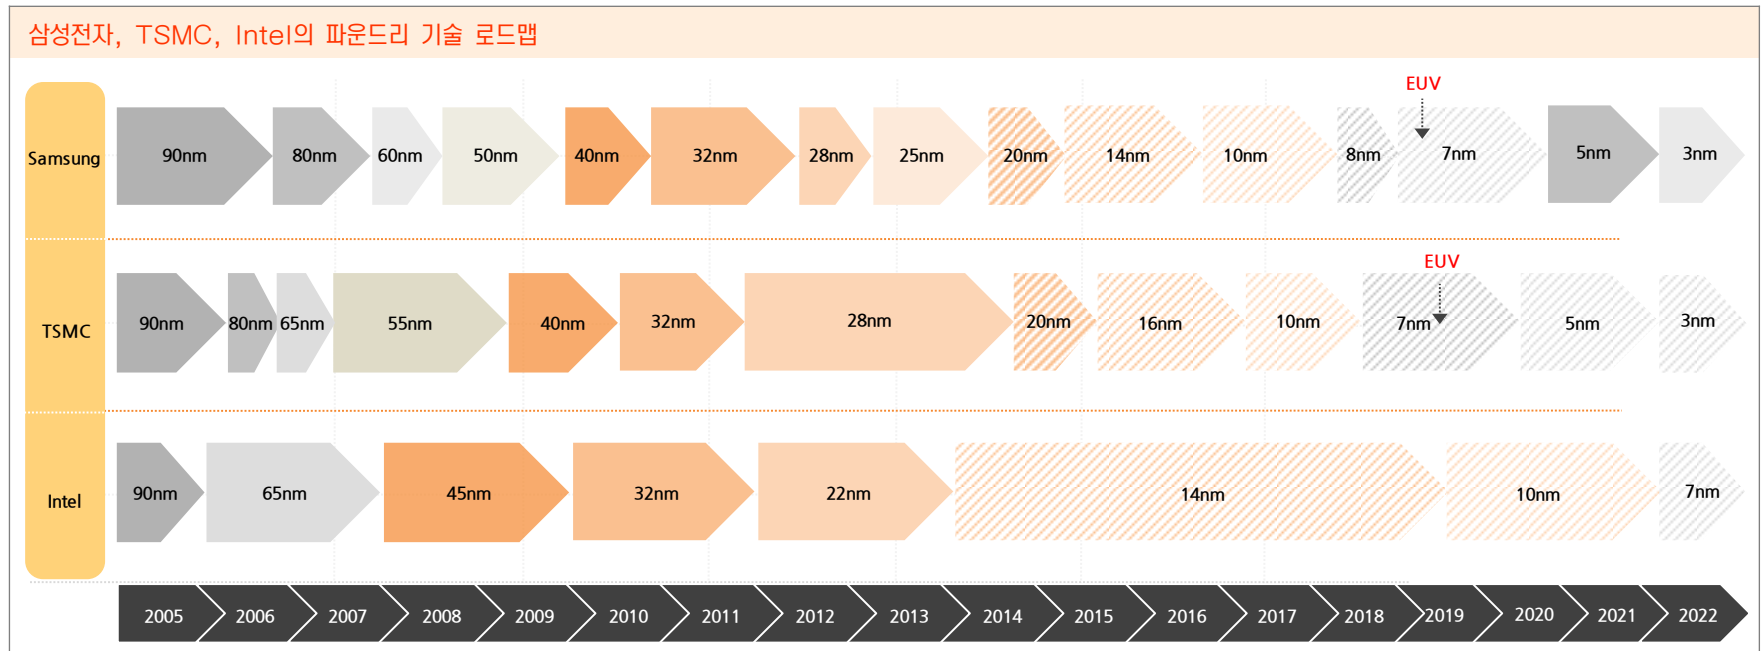 삼성전자, TSMC, Intel의 파운드리 기술 로드맵
EUV
Samsung 90nm 80nm 60nm 50nm 40nm 32nm 28nm 25nm 20nm 14nm 10nm 8nm 7nm 5nm 3nm
EUV
TSMC 90nm 80nm 65nm 55nm 40nm 32nm 28nm 20nm 16nm 10nm 7nm 5nm 3nm
Intel 90nm 65nm 45nm 32nm 22nm 14nm 10nm 7nm
2005 2006 2007 2008 2009 2010 2011 2012 2013 2014 2015 2016 2017 2018 2019 2020 2021 2022